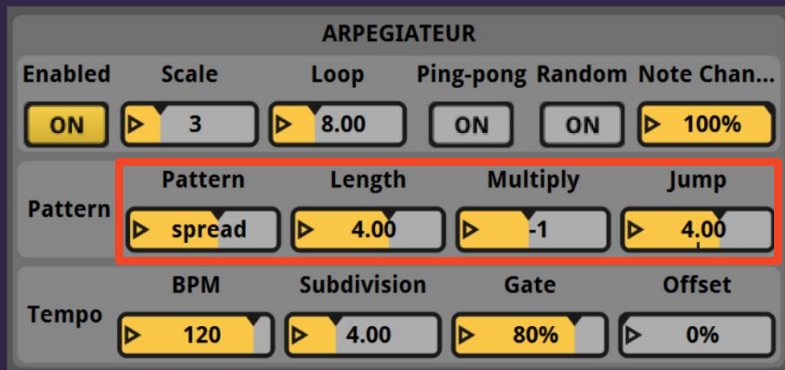 ARPEGIATEUR
Enabled Scale Loop Ping-pong Random Note Chan...
ON 3 8.00 ON ON 100%
Pattern Length Multiply Jump
Pattern spread 4.00 -1 4.00
BPM Subdivision Gate Offset
Tempo 120 4.00 80% 0%